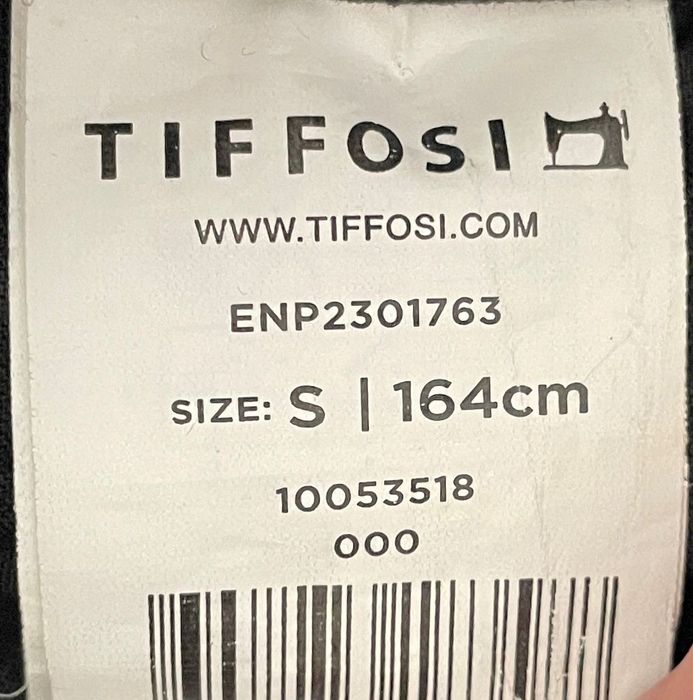 TIFFOSI
WWW.TIFFOSI.COM
ENP2301763
SIZE: S | 164cm
10053518
000